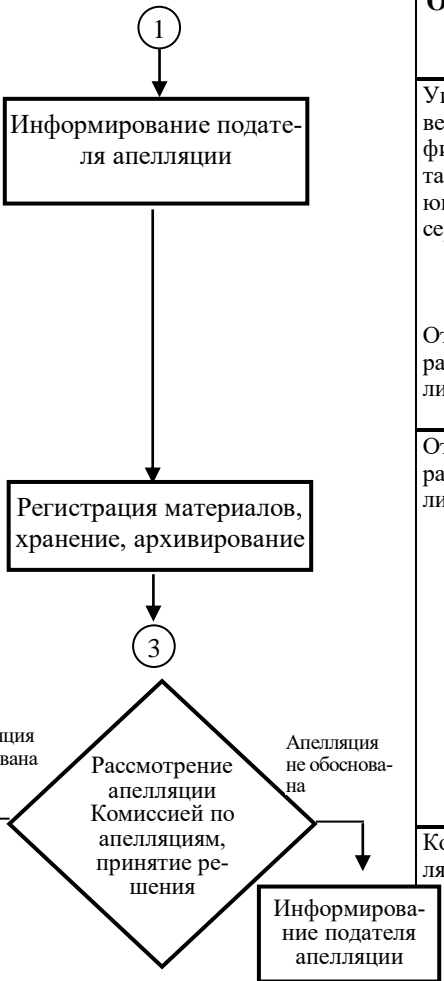 1
Информирование подате-
ля апелляции
Регистрация материалов,
хранение, архивирование
3
Рассмотрение
апелляции
Комиссией по
апелляциям,
принятие ре-
шения
Апелляция
не обоснова-
на
Информирова-
ние подателя
апелляции